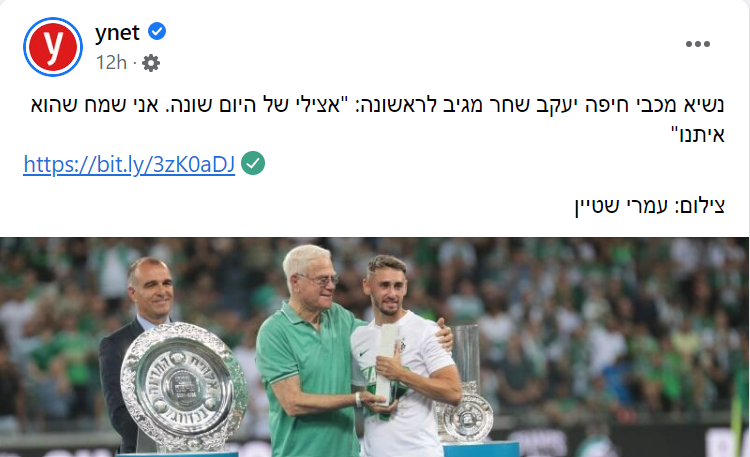 ynet
12h
נשיא מכבי חיפה יעקב שחר מגיב לראשונה: "אצילי של היום שונה. אני שמח שהוא
איתנו"
https://bit.ly/3zK0aDJ
צילום: עמרי שטיין